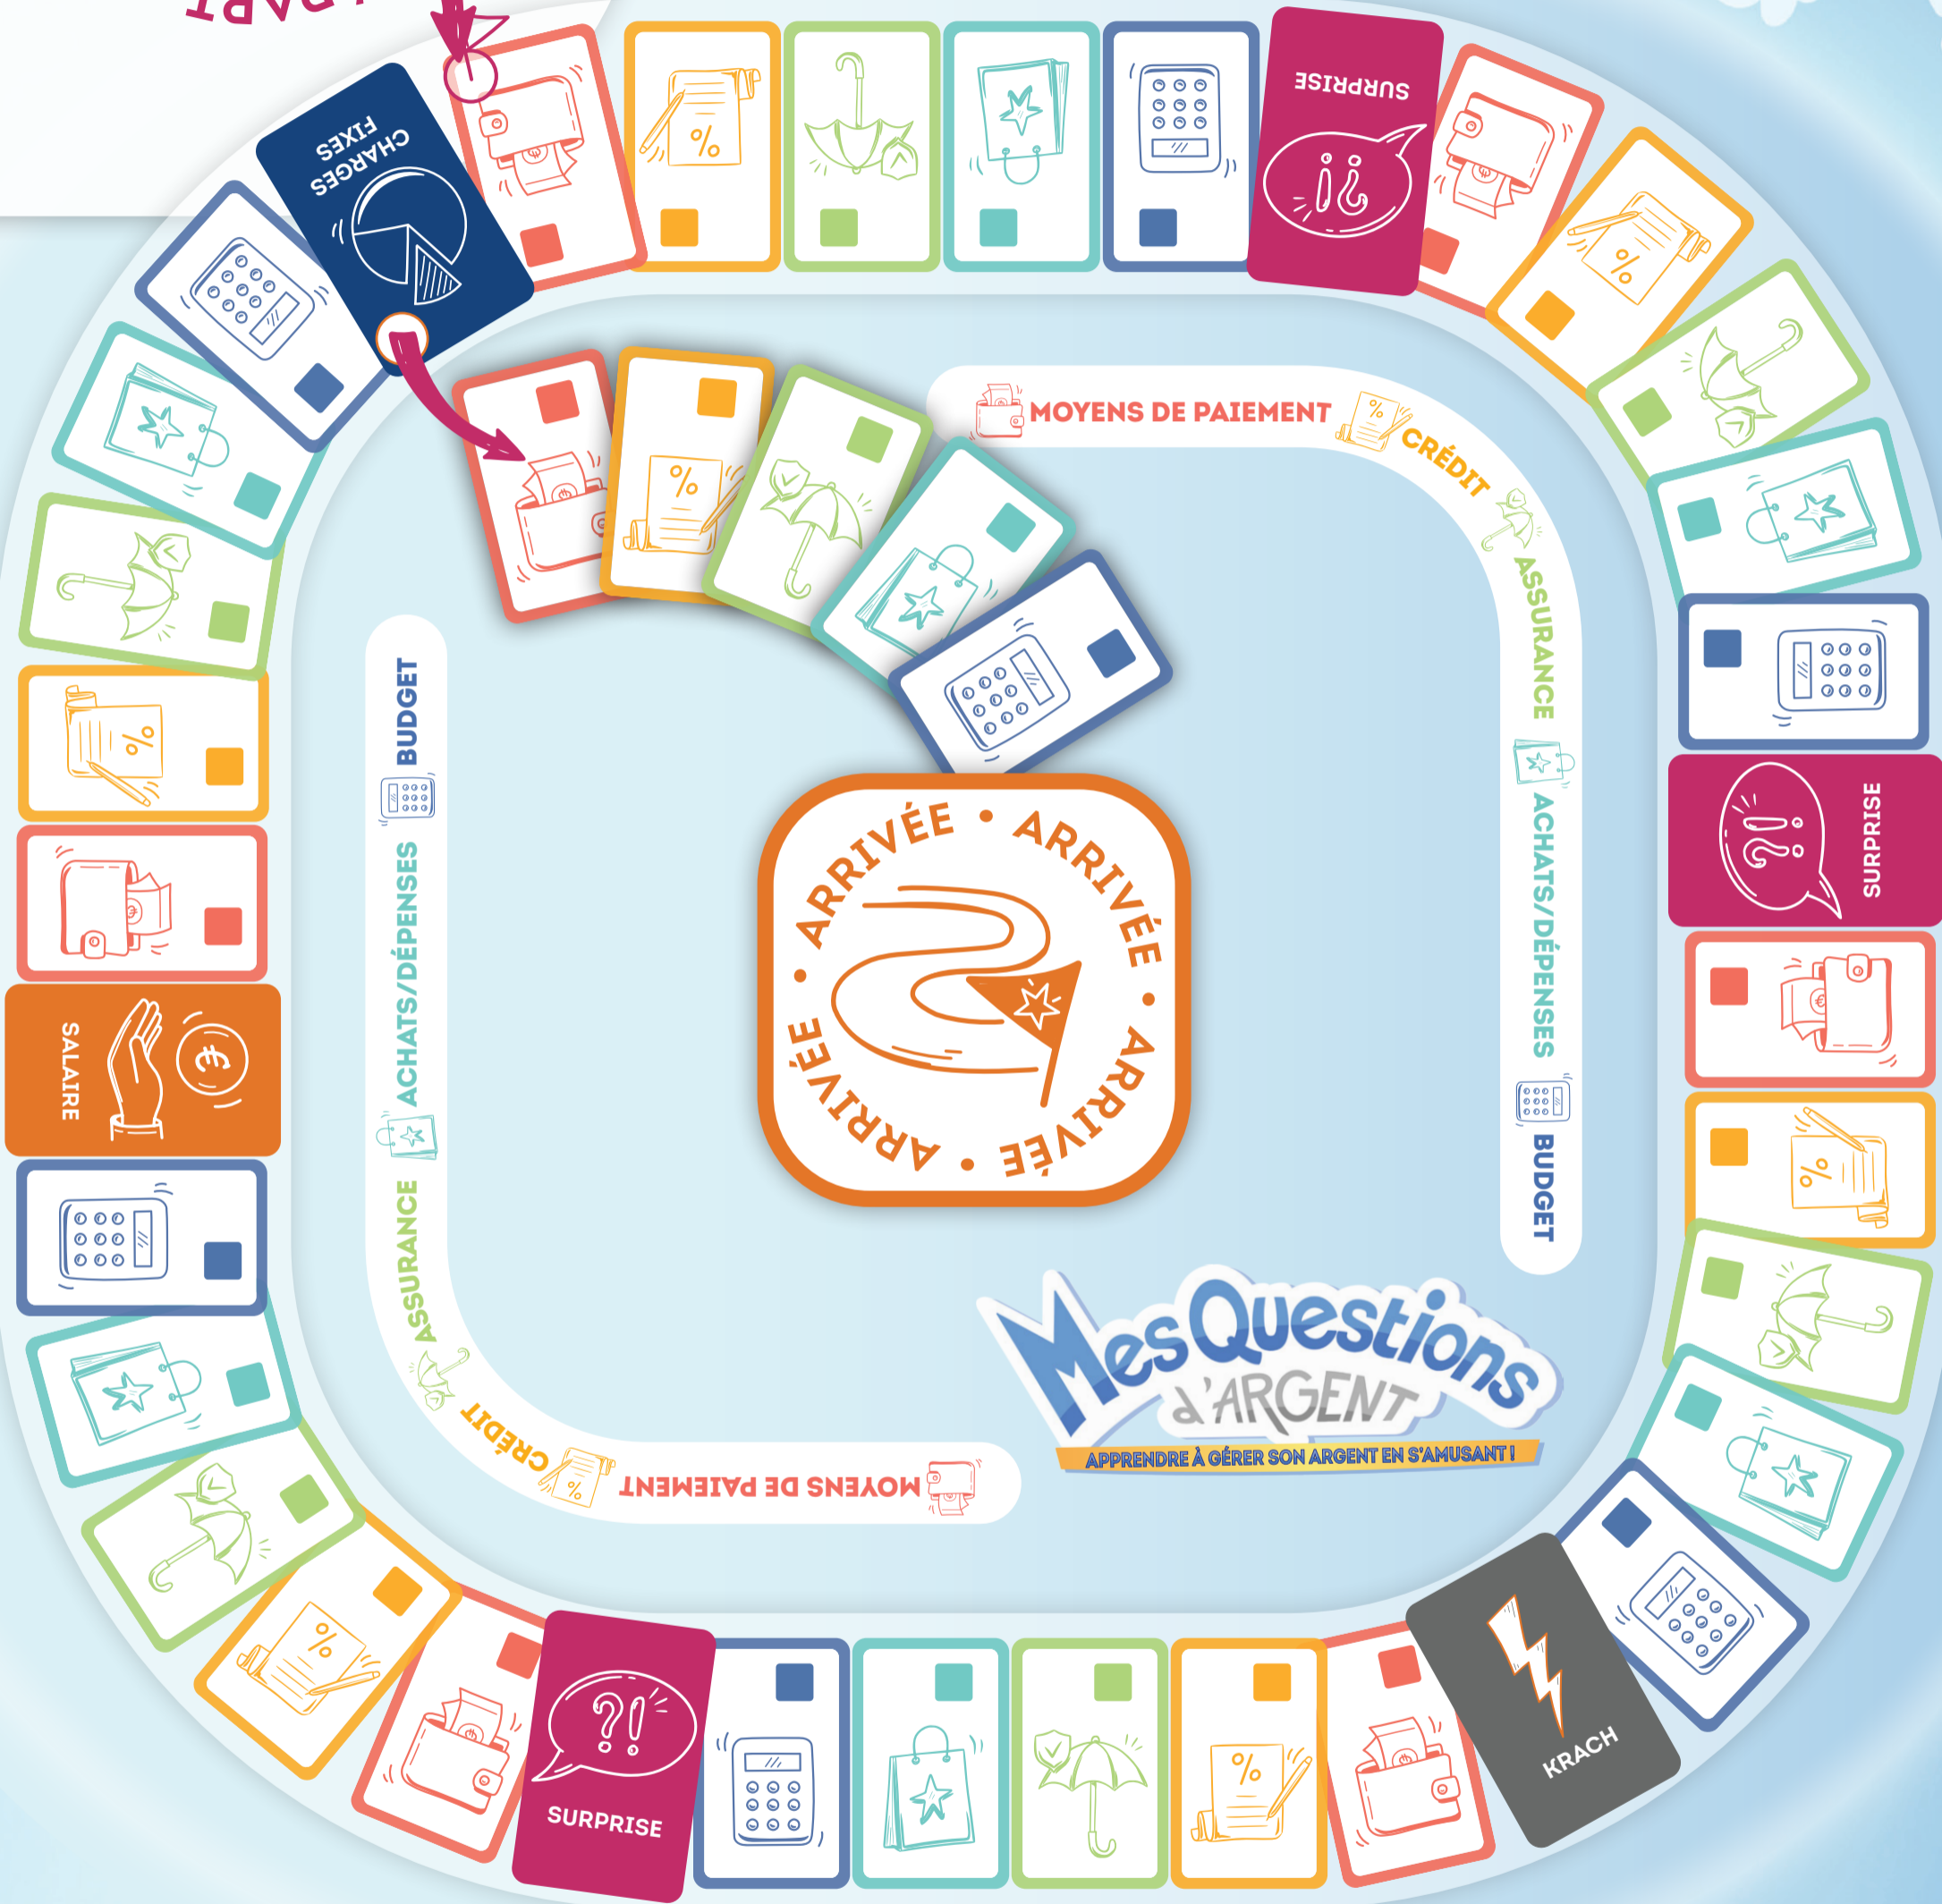 CHARGES
FIXES
SURPRISE
MOYENS DE PAIEMENT
CRÉDIT
ASSURANCE
ACHATS/DÉPENSES
BUDGET
SURPRISE
BUDGET
ACHATS/DÉPENSES
ASSURANCE
CRÉDIT
MOYENS DE PAIEMENT
ARRIVÉE • ARRIVÉE • ARRIVÉE • ARRIVÉE •
SALAIRE
MesQuestions
d'ARGENT
APPRENDRE À GÉRER SON ARGENT EN S'AMUSANT !
KRACH
SURPRISE